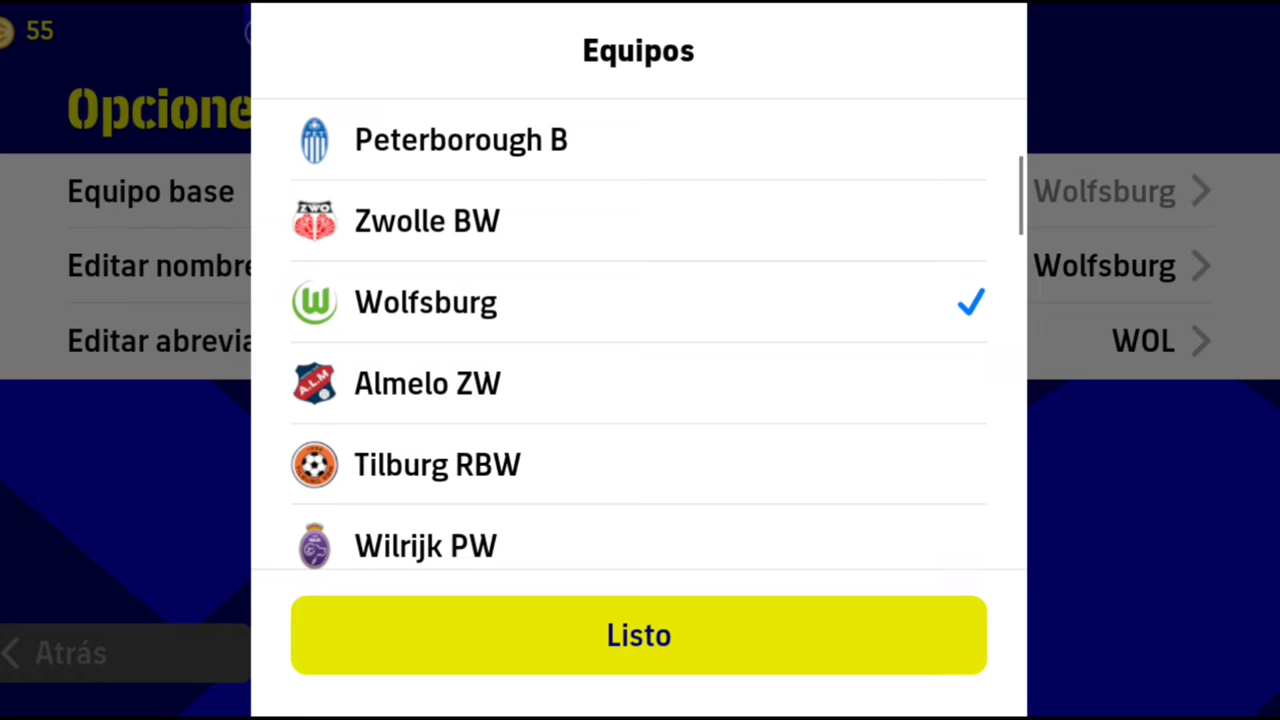 55
Equipos
Opcione
Peterborough B
Equipo base
Wolfsburg
ZWO
Zwolle BW
Editar nombre
Wolfsburg
W
Wolfsburg
Editar abrevia
WOL
A.L.M
Almelo ZW
Tilburg RBW
Wilrijk PW
Listo
Atrás